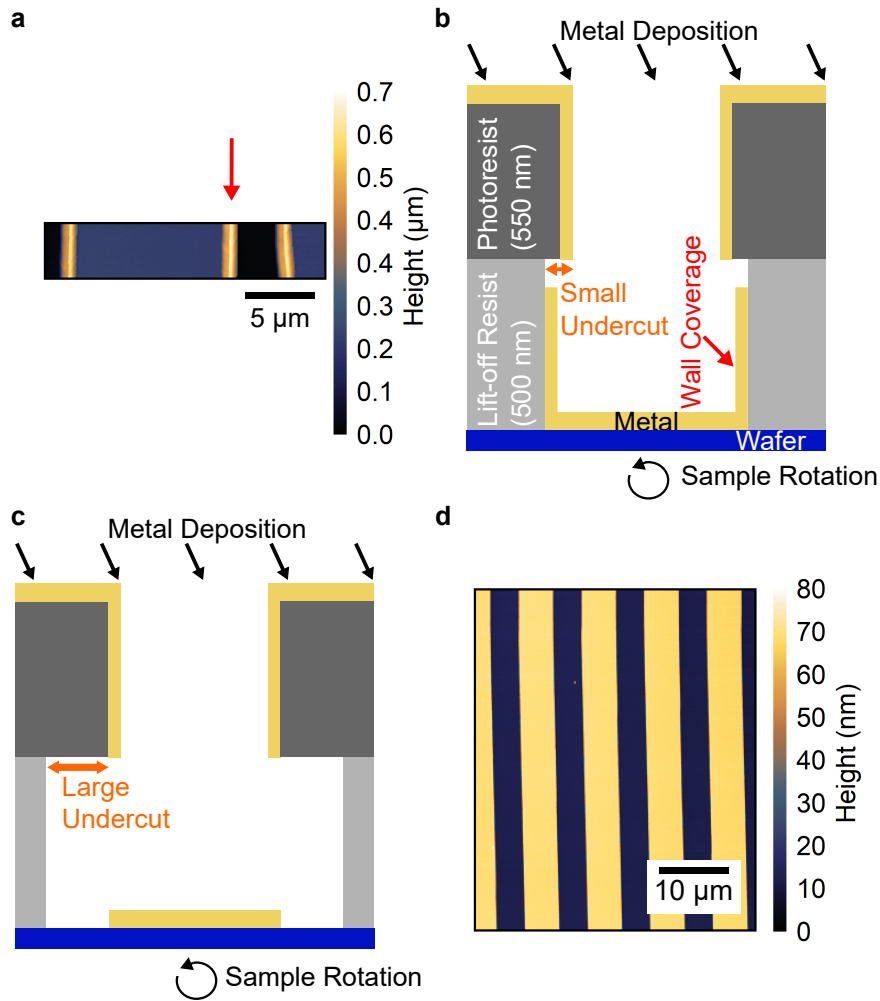 a
0.7
0.6
0.5
0.4
0.4
0.3
0.2
0.1
0.0
Height (µm)
5 µm
b
Metal Deposition
Photoresist
(550 nm)
Lift-off Resist
(500 nm)
Small
Undercut
Wall Coverage
Metal
Wafer
Sample Rotation
c
Metal Deposition
Large
Undercut
Sample Rotation
d
80
70
60
50
40
30
20
10
0
Height (nm)
10 µm